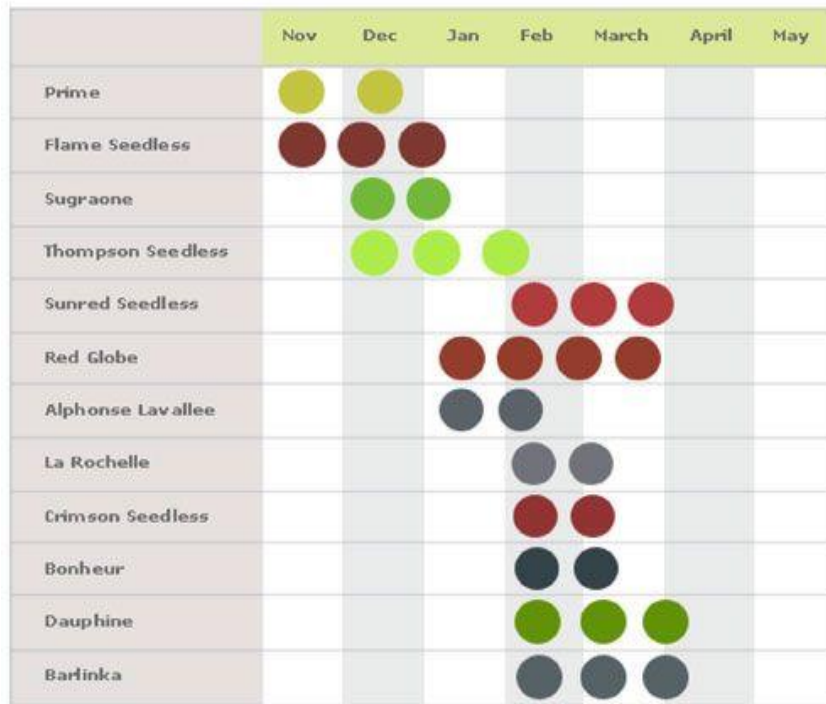 Nov Dec Jan Feb March April May
Prime
Flame Seedless
Sugraone
Thompson Seedless
Sunred Seedless
Red Globe
Alphonse Lavallee
La Rochelle
Crimson Seedless
Bonheur
Dauphine
Barlinka